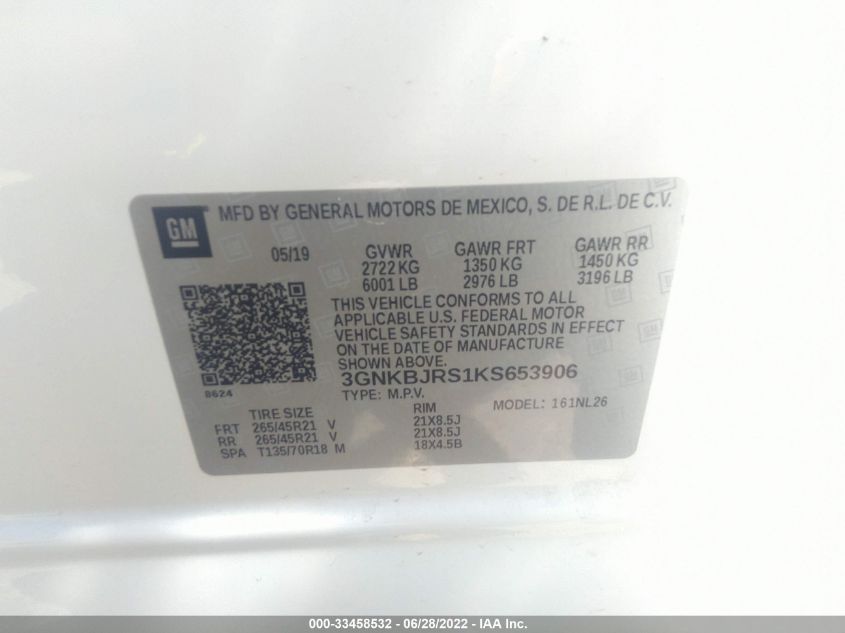 GM MFD BY GENERAL MOTORS DE MEXICO, S. DE R.L. DE C.V.
05/19 GVWR GAWR FRT GAWR RR
2722 KG 1350 KG 1450 KG
6001 LB 2976 LB 3196 LB
THIS VEHICLE CONFORMS TO ALL
APPLICABLE U.S. FEDERAL MOTOR
VEHICLE SAFETY STANDARDS IN EFFECT
ON THE DATE OF MANUFACTURE
SHOWN ABOVE.
3GNKBJRS1KS653906
8624 TYPE: M.P.V. MODEL: 161NL26
TIRE SIZE RIM
FRT 265/45R21 V 21X8.5J
RR 265/45R21 V 21X8.5J
SPA T135/70R18 M 18X4.5B
000-33458532 - 06/28/2022 - IAA Inc.